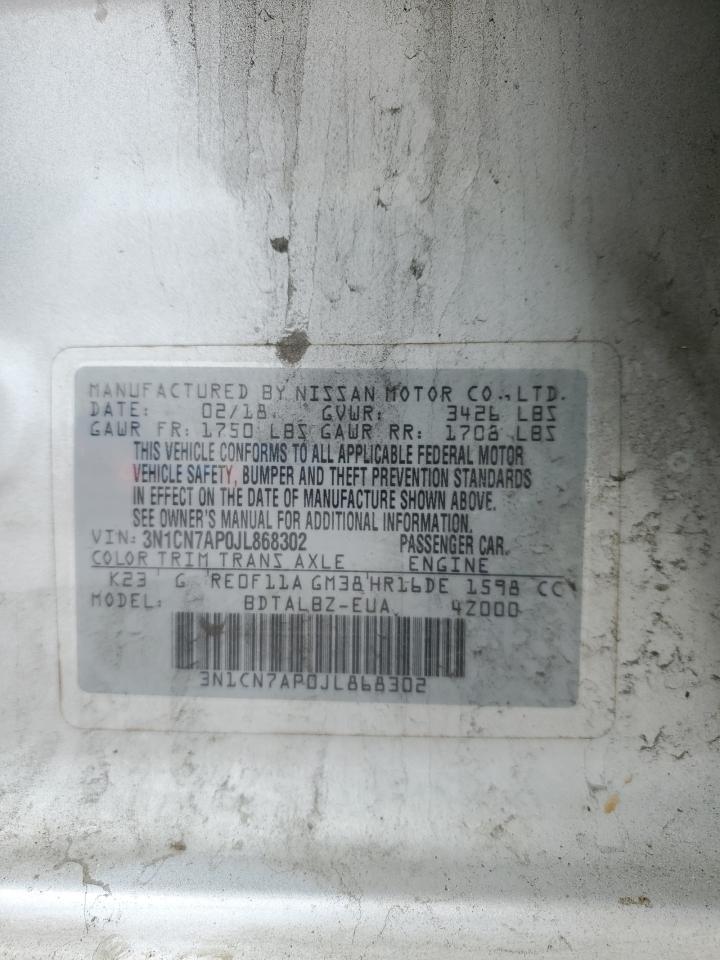 MANUFACTURED BY NISSAN MOTOR CO., LTD.
DATE: 02/18 GVWR: 3426 LBS
GAWR FR: 1750 LBS GAWR RR: 1708 LBS
THIS VEHICLE CONFORMS TO ALL APPLICABLE FEDERAL MOTOR
VEHICLE SAFETY, BUMPER AND THEFT PREVENTION STANDARDS
IN EFFECT ON THE DATE OF MANUFACTURE SHOWN ABOVE.
SEE OWNER'S MANUAL FOR ADDITIONAL INFORMATION.
VIN: 3N1CN7AP0JL868302 PASSENGER CAR.
COLOR TRIM TRANS AXLE ENGINE
K23 G RE0F11A GM38 HR16DE 1598 CC
MODEL: BDTALBZ-EUA 4Z000
3N1CN7AP0JL868302